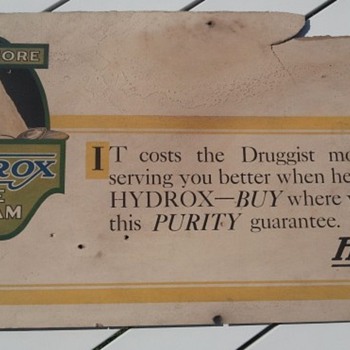 ORE
ROX
E
AM
IT costs the Druggist mo
serving you better when he
HYDROX—BUY where y
this PURITY guarantee.
H